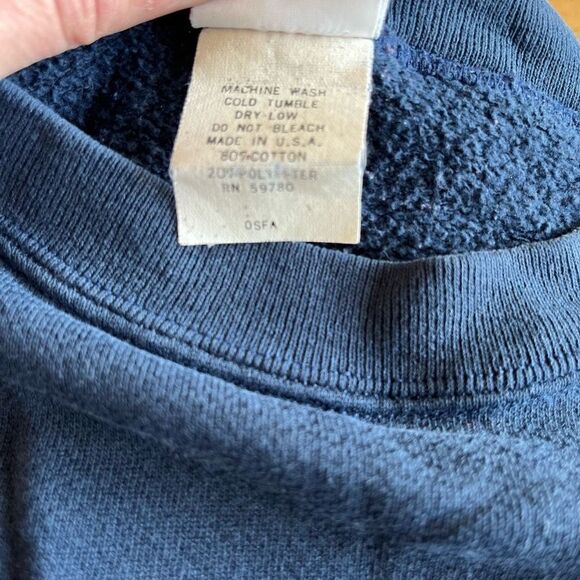 MACHINE WASH
COLD TUMBLE
DRY-LOW
DO NOT BLEACH
MADE IN U.S.A.
80% COTTON
20% POLYESTER
RN 59780
OSFA